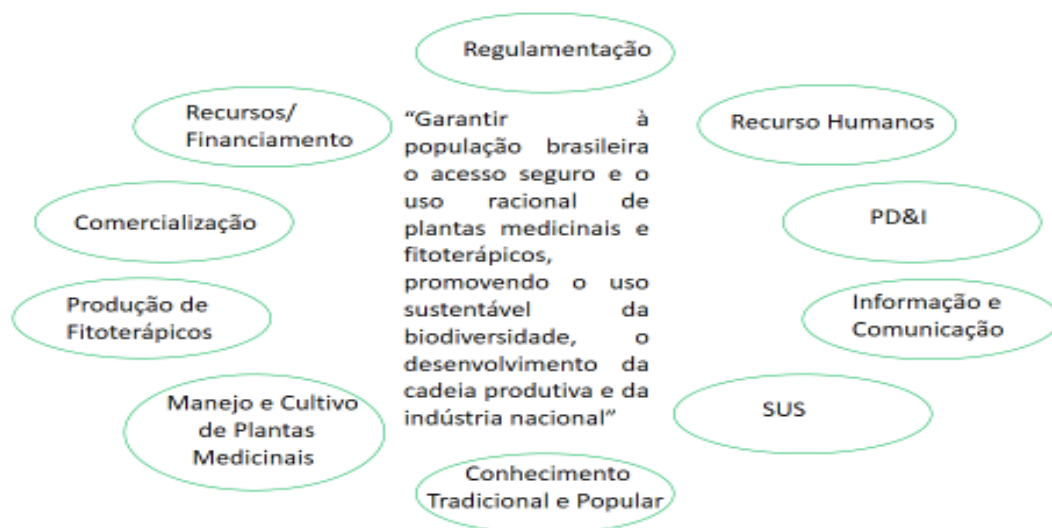 Regulamentação
Recursos/
Financiamento
Recurso Humanos
Comercialização
PD&I
Produção de
Fitoterápicos
Informação e
Comunicação
Manejo e Cultivo
de Plantas
Medicinais
SUS
Conhecimento
Tradicional e Popular
“Garantir à
população brasileira
o acesso seguro e o
uso racional de
plantas medicinais e
fitoterápicos,
promovendo o uso
sustentável da
biodiversidade, o
desenvolvimento da
cadeia produtiva e da
indústria nacional”